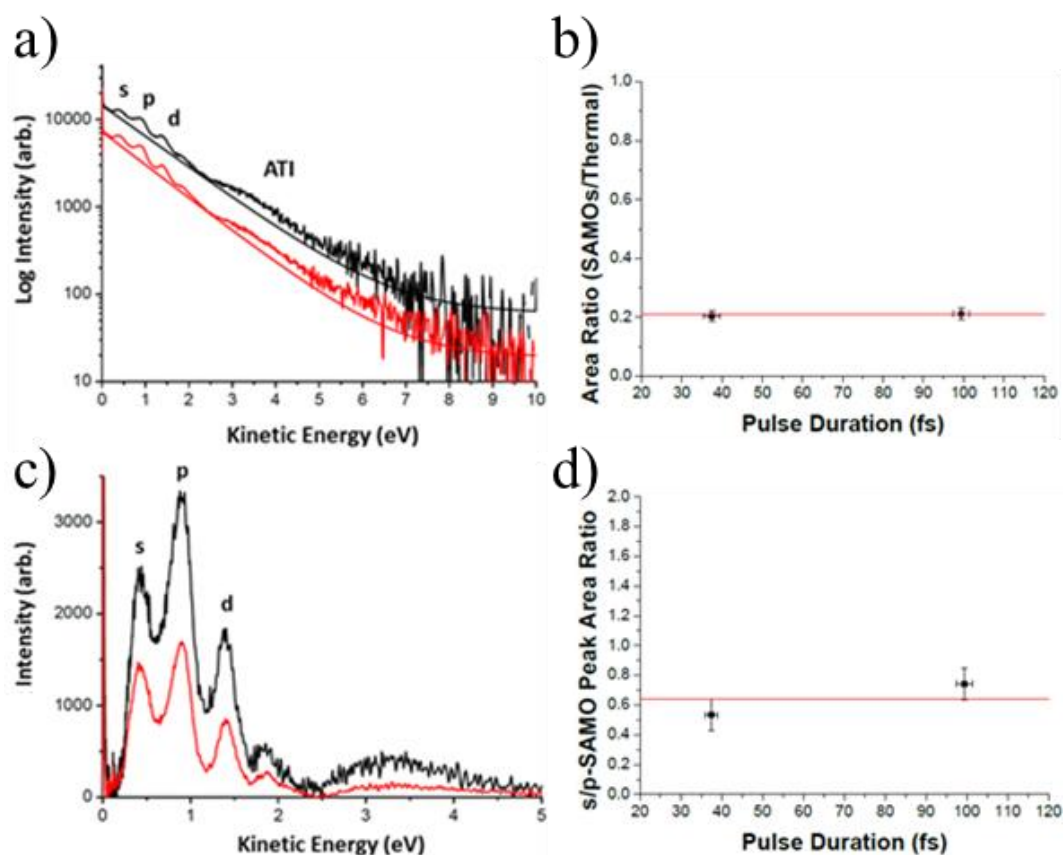 a)
s
p
d
ATI
10000
1000
100
10
0 1 2 3 4 5 6 7 8 9 10
Log Intensity (arb.)
Kinetic Energy (eV)
b)
1.0
0.8
0.6
0.4
0.2
0.0
20 30 40 50 60 70 80 90 100 110 120
Area Ratio (SAMOs/Thermal)
Pulse Duration (fs)
c)
s
p
d
3000
2000
1000
0
0 1 2 3 4 5
Intensity (arb.)
Kinetic Energy (eV)
d)
2.0
1.8
1.6
1.4
1.2
1.0
0.8
0.6
0.4
0.2
0.0
20 30 40 50 60 70 80 90 100 110 120
s/p-SAMO Peak Area Ratio
Pulse Duration (fs)